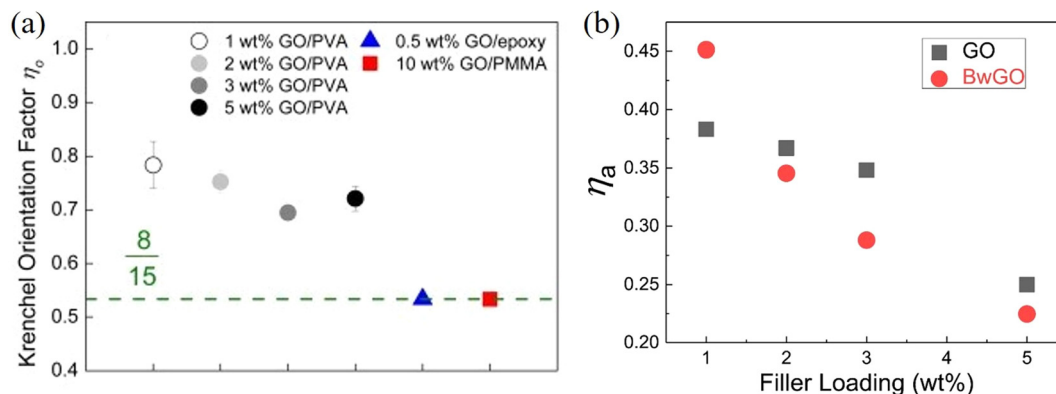 (a)
Krenchel Orientation Factor ηₒ
1.0
0.9
0.8
0.7
0.6
0.5
0.4
1 wt% GO/PVA
2 wt% GO/PVA
3 wt% GO/PVA
5 wt% GO/PVA
0.5 wt% GO/epoxy
10 wt% GO/PMMA
8
15
(b)
ηa
0.45
0.40
0.35
0.30
0.25
0.20
GO
BwGO
1 2 3 4 5
Filler Loading (wt%)